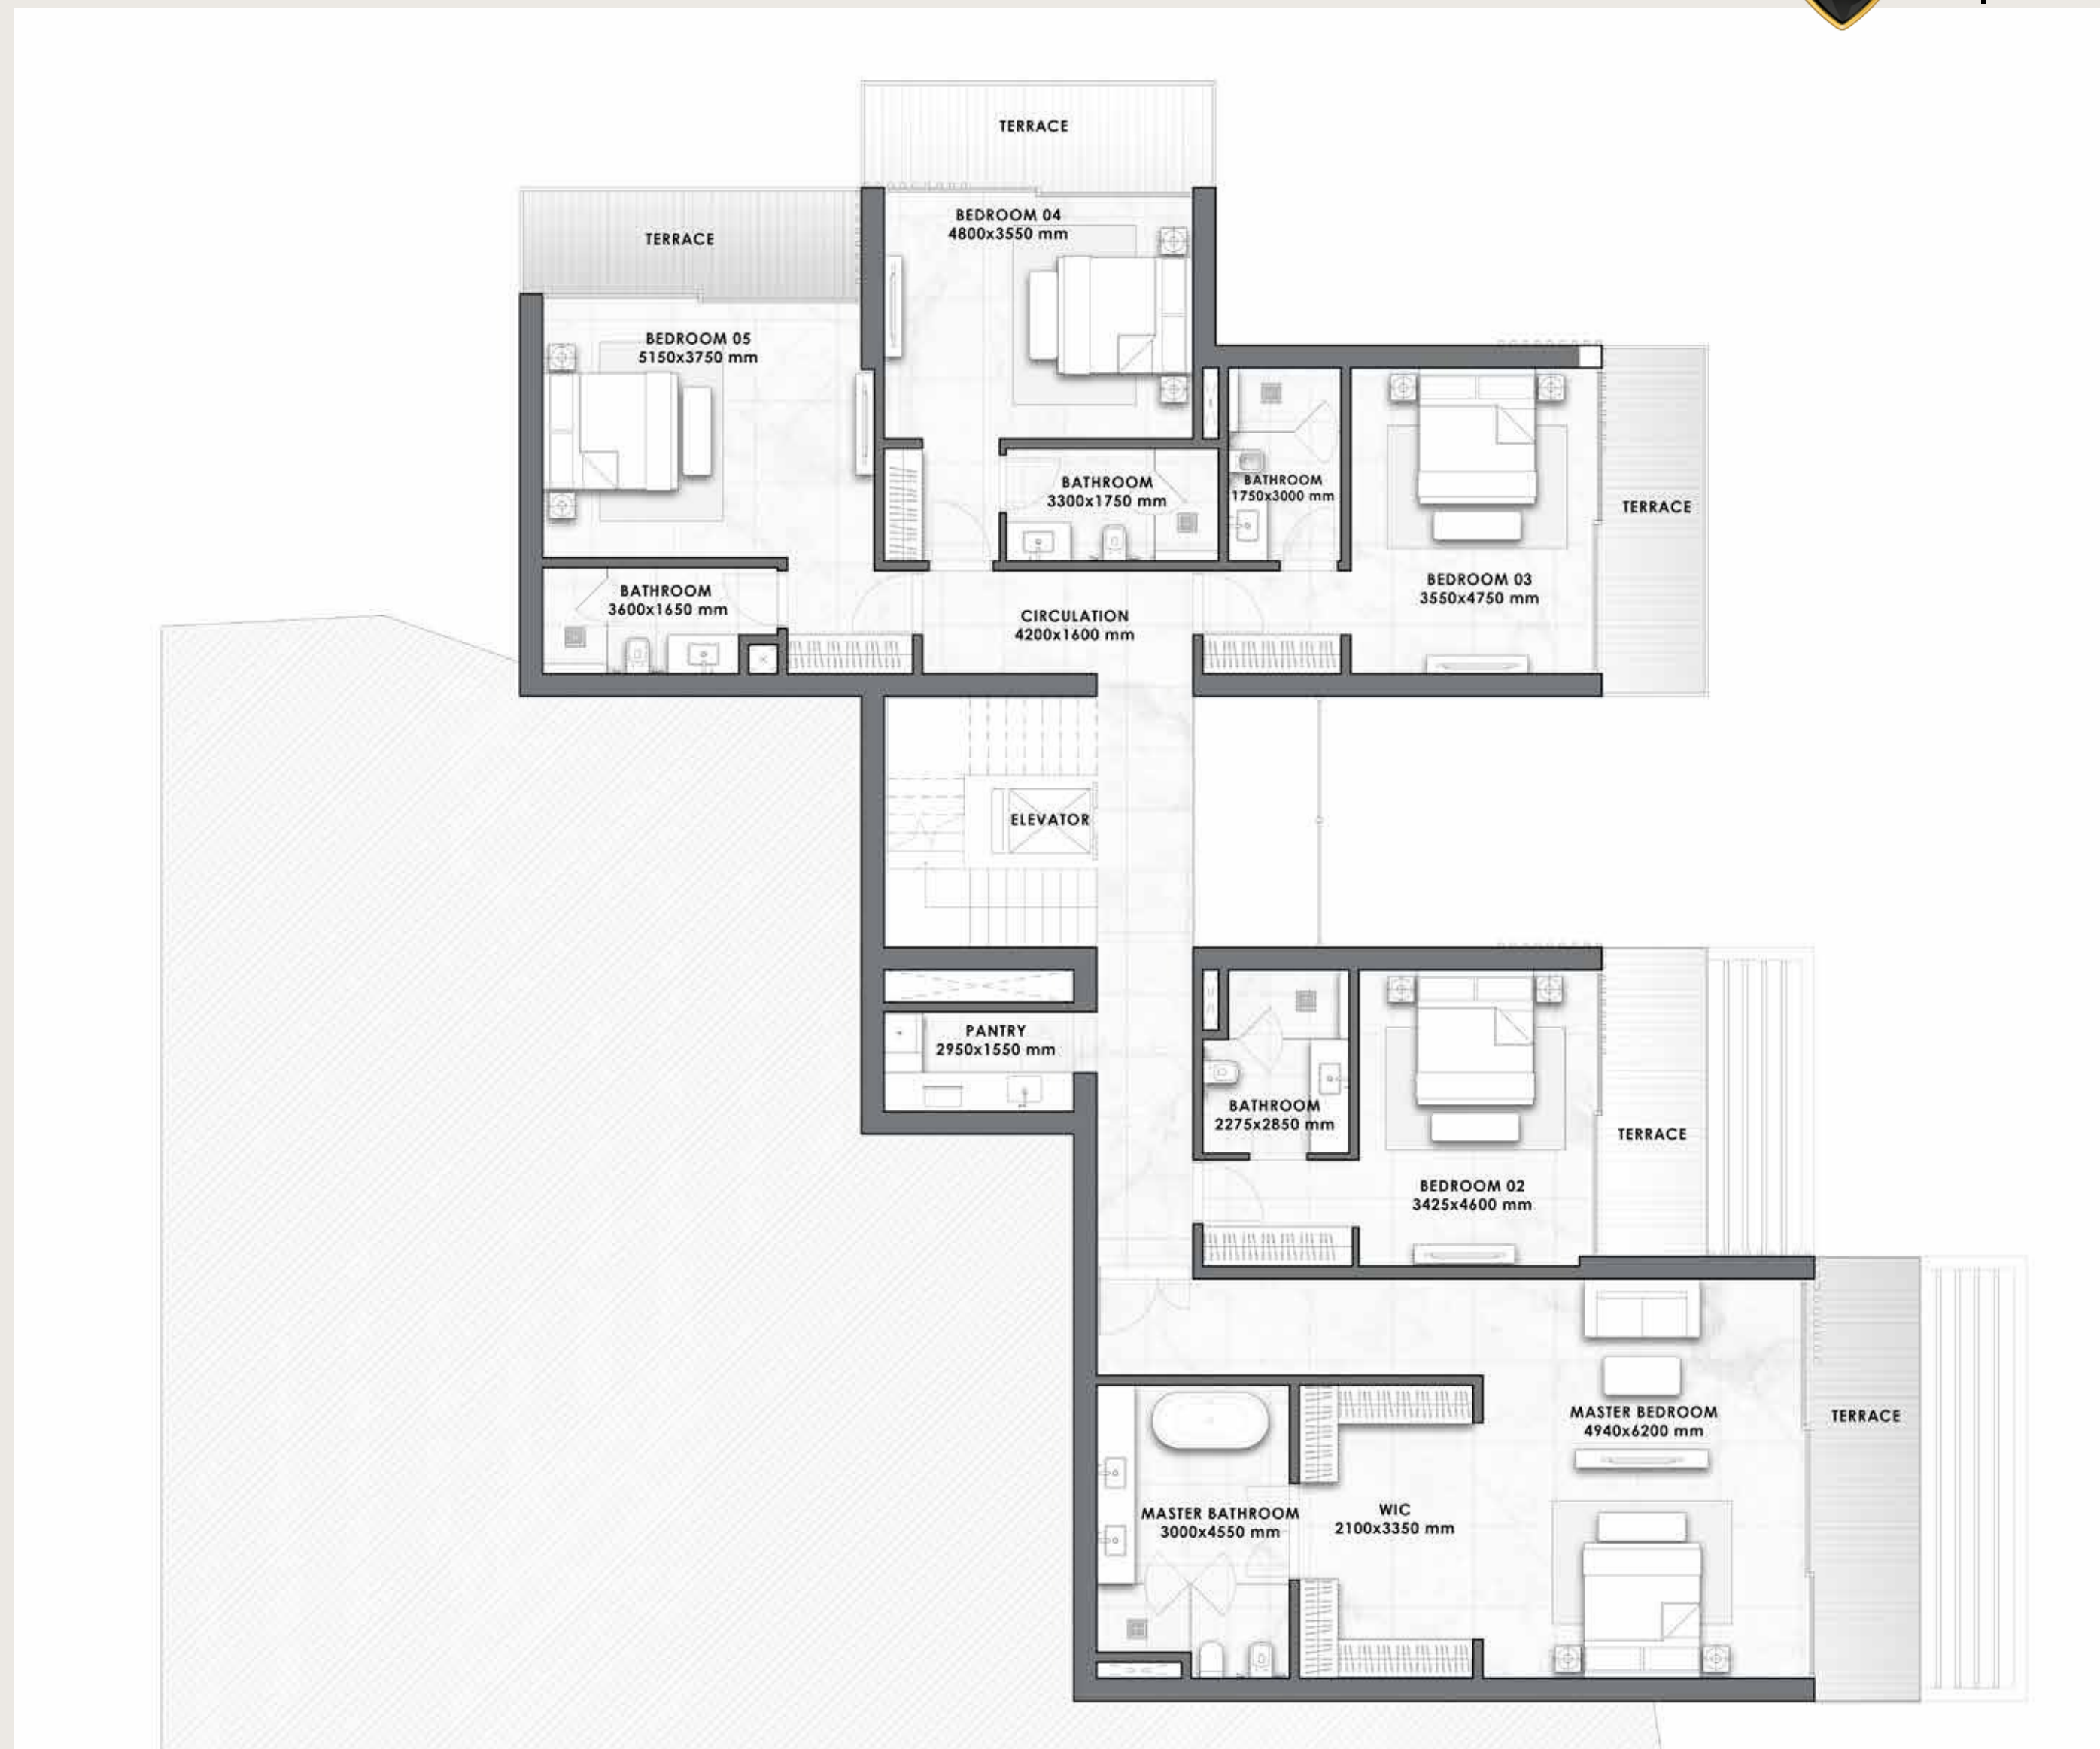 TERRACE
BEDROOM 04
4800x3550 mm
TERRACE
BEDROOM 05
5150x3750 mm
BATHROOM
3300x1750 mm
BATHROOM
1750x3000 mm
TERRACE
BEDROOM 03
3550x4750 mm
BATHROOM
3600x1650 mm
CIRCULATION
4200x1600 mm
ELEVATOR
PANTRY
2950x1550 mm
BATHROOM
2275x2850 mm
TERRACE
BEDROOM 02
3425x4600 mm
MASTER BEDROOM
4940x6200 mm
TERRACE
MASTER BATHROOM
3000x4550 mm
WIC
2100x3350 mm